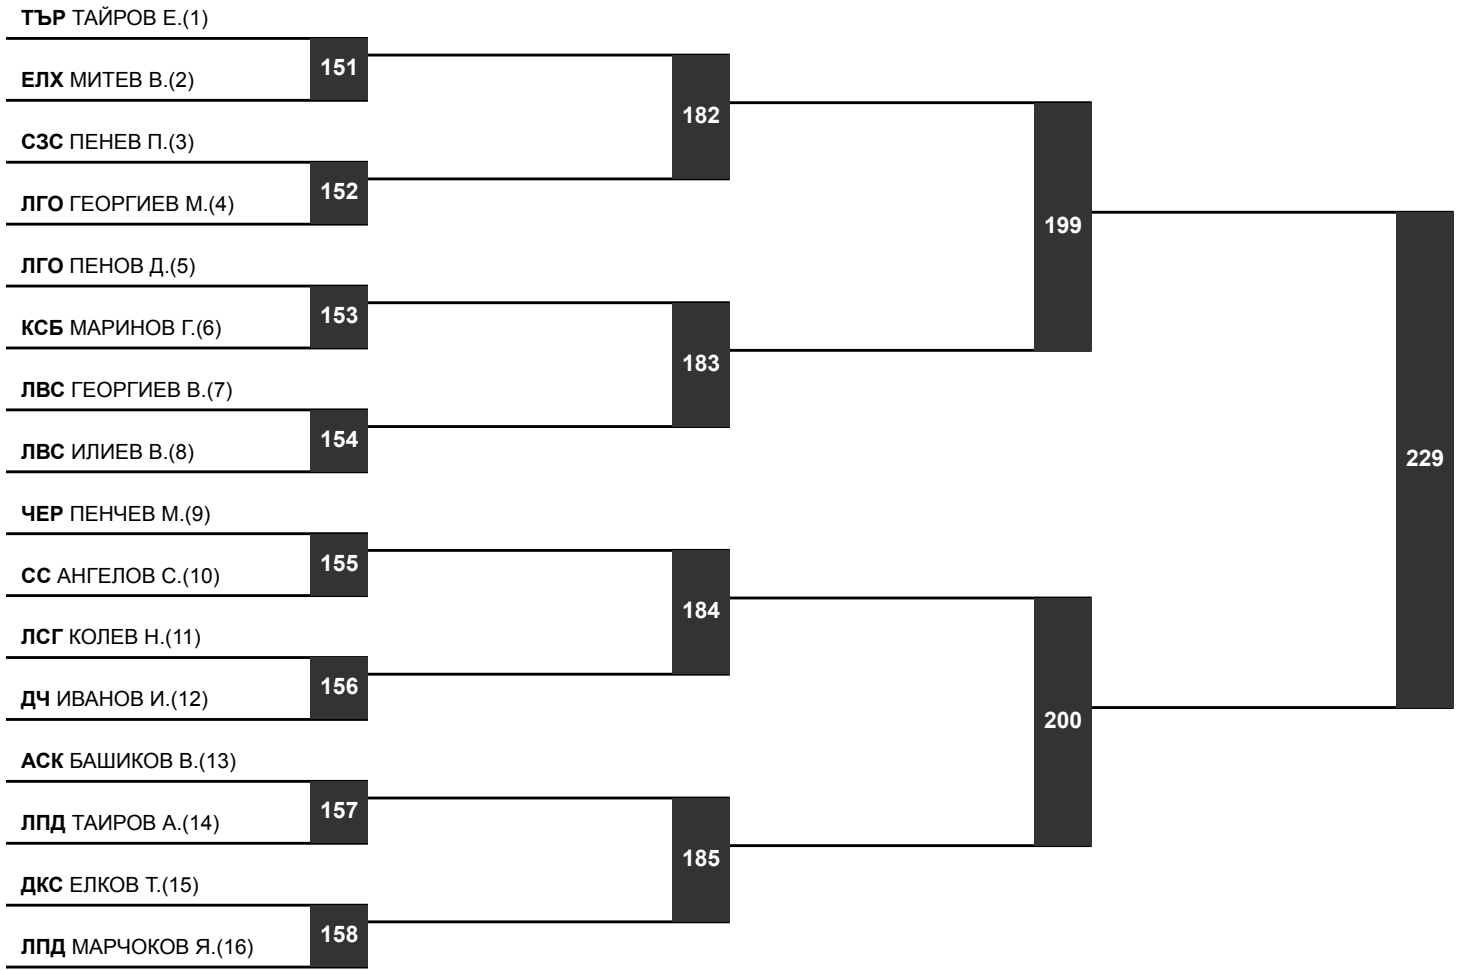 ТЪР ТАЙРОВ Е.(1)
151
ЕЛХ МИТЕВ В.(2)
СЗС ПЕНЕВ П.(3)
152
ЛГО ГЕОРГИЕВ М.(4)
ЛГО ПЕНОВ Д.(5)
153
КСБ МАРИНОВ Г.(6)
ЛВС ГЕОРГИЕВ В.(7)
154
ЛВС ИЛИЕВ В.(8)
ЧЕР ПЕНЧЕВ М.(9)
155
СС АНГЕЛОВ С.(10)
ЛСГ КОЛЕВ Н.(11)
156
ДЧ ИВАНОВ И.(12)
АСК БАШИКОВ В.(13)
157
ЛПД ТАИРОВ А.(14)
ДКС ЕЛКОВ Т.(15)
158
ЛПД МАРЧОКОВ Я.(16)
182
183
184
185
199
200
229